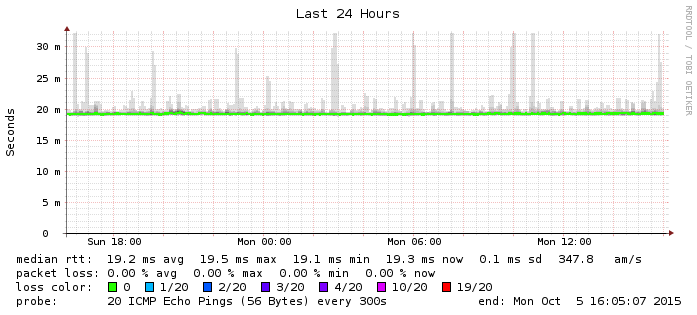 Last 24 Hours
RRDTOOL / TOBI OETIKER
Seconds
30 m
25 m
20 m
15 m
10 m
5 m
0
Sun 18:00 Mon 00:00 Mon 06:00 Mon 12:00
median rtt: 19.2 ms avg 19.5 ms max 19.1 ms min 19.3 ms now 0.1 ms sd 347.8 am/s
packet loss: 0.00 % avg 0.00 % max 0.00 % min 0.00 % now
loss color: 0 1/20 2/20 3/20 4/20 10/20 19/20
probe: 20 ICMP Echo Pings (56 Bytes) every 300s end: Mon Oct 5 16:05:07 2015